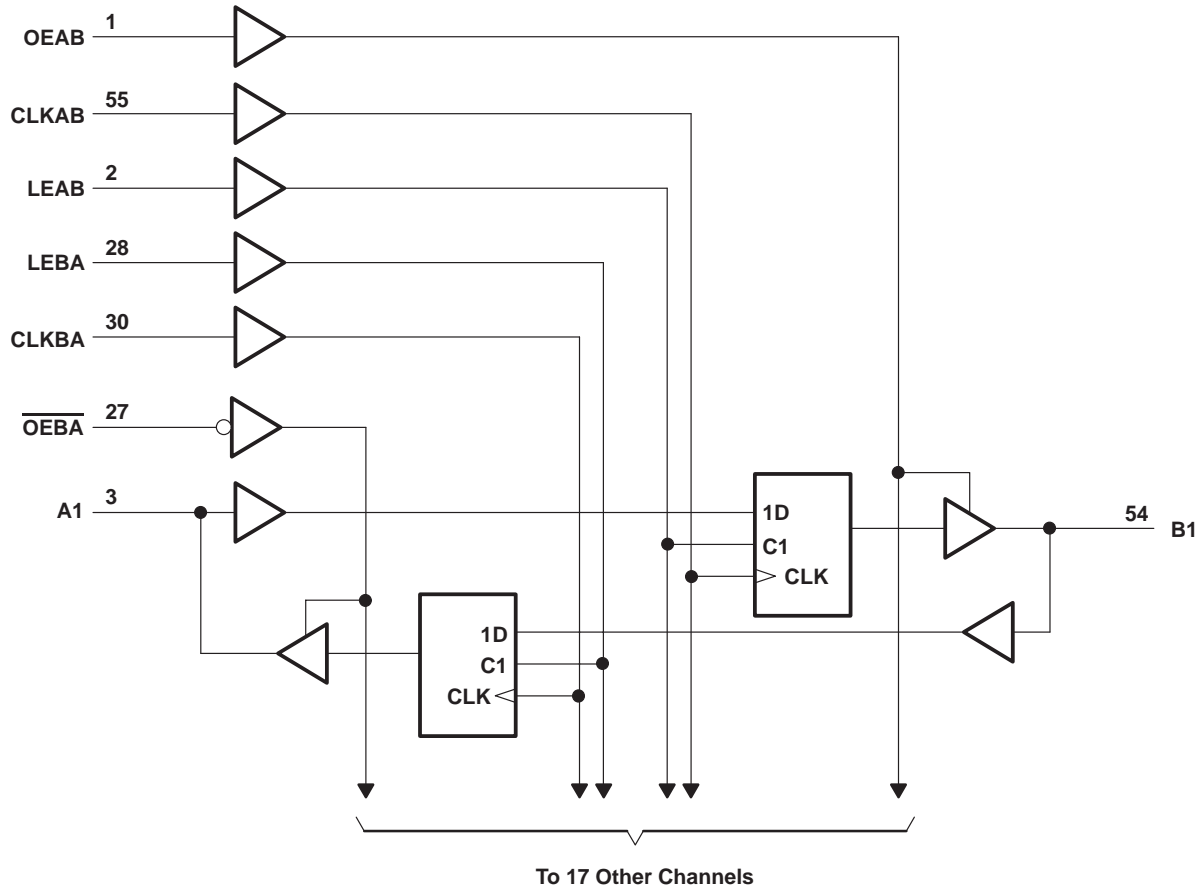 OEAB 1
CLKAB 55
LEAB 2
LEBA 28
CLKBA 30
O̅E̅B̅A̅ 27
A1 3
1D
C1
CLK
54 B1
1D
C1
CLK
To 17 Other Channels